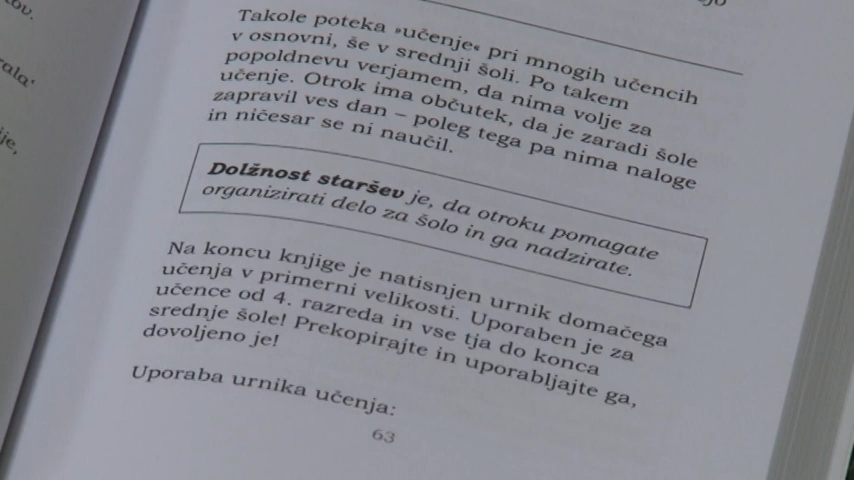 ov.
rala'
ije,
Takole poteka »učenje« pri mnogih učencih
v osnovni, še v srednji šoli. Po takem
popoldnevu verjamem, da nima volje za
učenje. Otrok ima občutek, da je zaradi šole
zapravil ves dan – poleg tega pa nima naloge
in ničesar se ni naučil.
Dolžnost staršev je, da otroku pomagate
organizirati delo za šolo in ga nadzirate.
Na koncu knjige je natisnjen urnik domačega
učenja v primerni velikosti. Uporaben je za
učence od 4. razreda in vse tja do konca
srednje šole! Prekopirajte in uporabljajte ga,
dovoljeno je!
Uporaba urnika učenja:
63